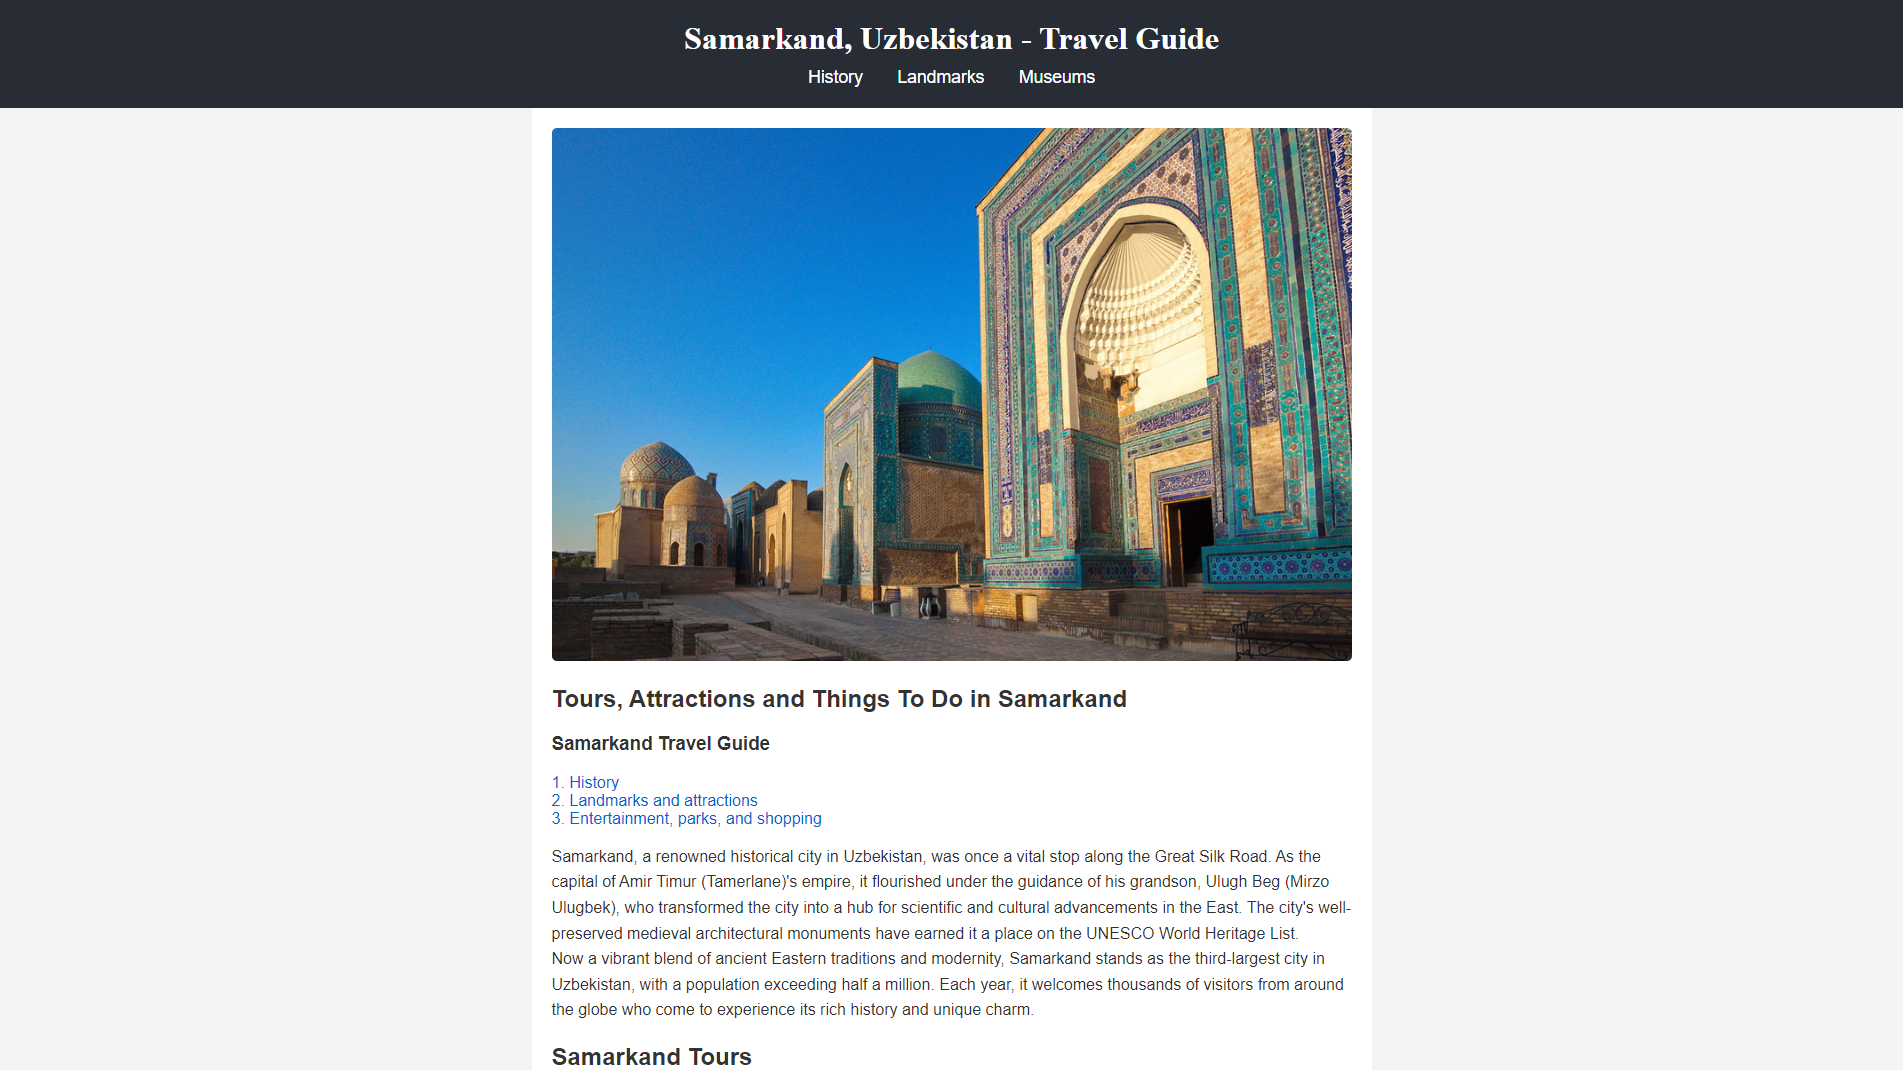 Samarkand, Uzbekistan - Travel Guide
History Landmarks Museums
Tours, Attractions and Things To Do in Samarkand
Samarkand Travel Guide
1. History
2. Landmarks and attractions
3. Entertainment, parks, and shopping
Samarkand, a renowned historical city in Uzbekistan, was once a vital stop along the Great Silk Road. As the
capital of Amir Timur (Tamerlane)'s empire, it flourished under the guidance of his grandson, Ulugh Beg (Mirzo
Ulugbek), who transformed the city into a hub for scientific and cultural advancements in the East. The city's well-
preserved medieval architectural monuments have earned it a place on the UNESCO World Heritage List.
Now a vibrant blend of ancient Eastern traditions and modernity, Samarkand stands as the third-largest city in
Uzbekistan, with a population exceeding half a million. Each year, it welcomes thousands of visitors from around
the globe who come to experience its rich history and unique charm.
Samarkand Tours